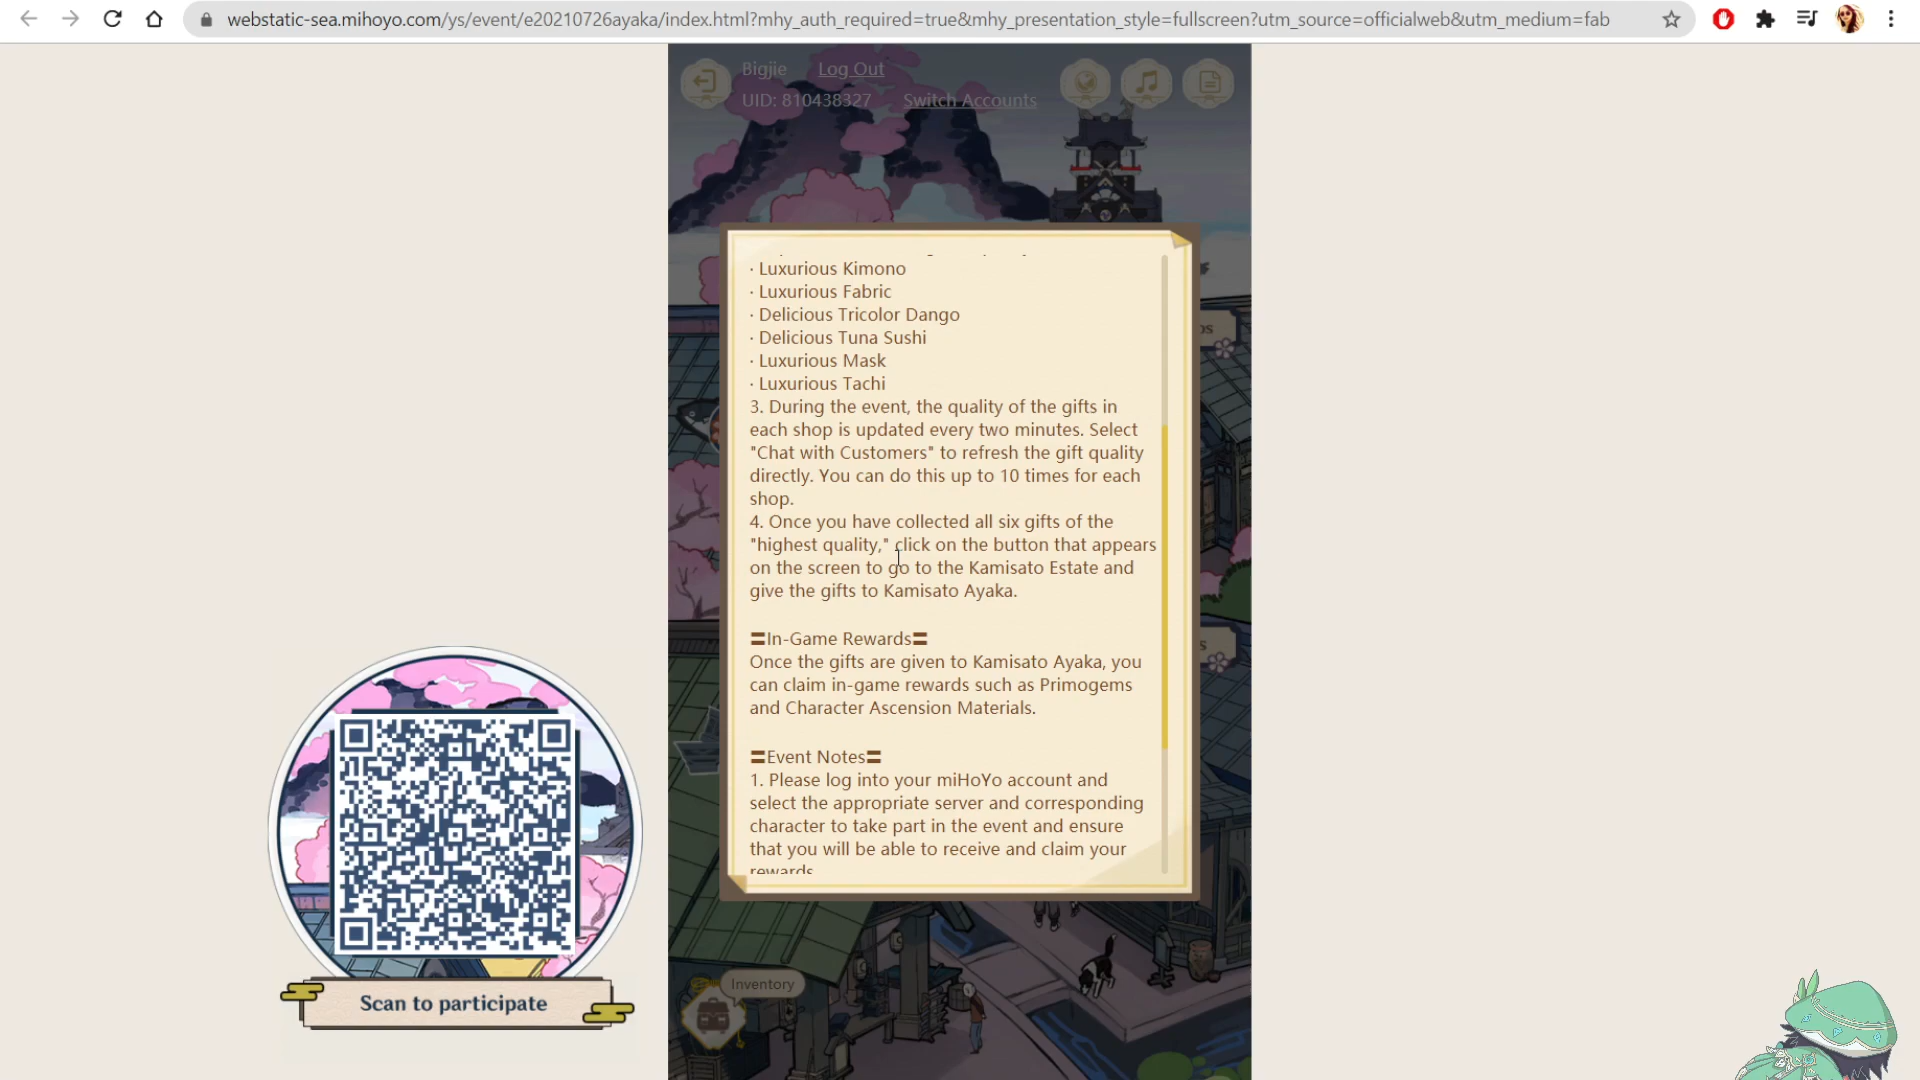 webstatic-sea.mihoyo.com/ys/event/e20210726ayaka/index.html?mhy_auth_required=true&mhy_presentation_style=fullscreen?utm_source=officialweb&utm_medium=fab
Bigjie Log Out
UID: 810438327 Switch Accounts
· Luxurious Kimono
· Luxurious Fabric
· Delicious Tricolor Dango
· Delicious Tuna Sushi
· Luxurious Mask
· Luxurious Tachi
3. During the event, the quality of the gifts in
each shop is updated every two minutes. Select
"Chat with Customers" to refresh the gift quality
directly. You can do this up to 10 times for each
shop.
4. Once you have collected all six gifts of the
"highest quality," click on the button that appears
on the screen to go to the Kamisato Estate and
give the gifts to Kamisato Ayaka.
〓In-Game Rewards〓
Once the gifts are given to Kamisato Ayaka, you
can claim in-game rewards such as Primogems
and Character Ascension Materials.
〓Event Notes〓
1. Please log into your miHoYo account and
select the appropriate server and corresponding
character to take part in the event and ensure
that you will be able to receive and claim your
rewards
Inventory
Scan to participate